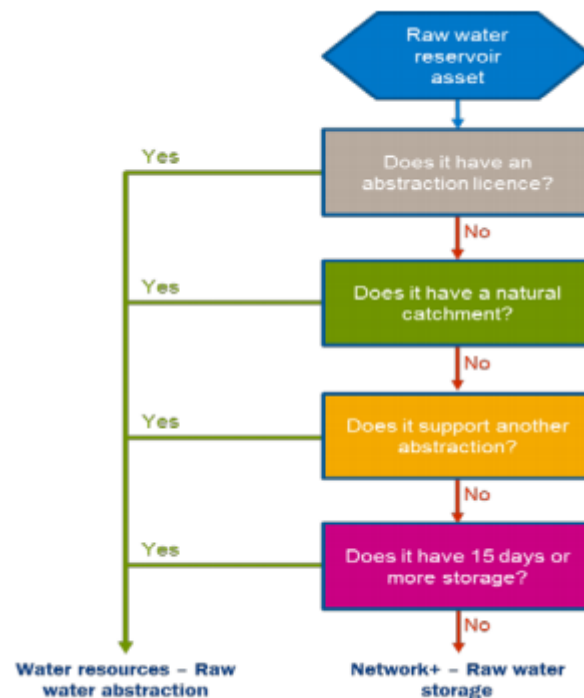 Raw water
reservoir
asset
Yes
Does it have an
abstraction licence?
No
Yes
Does it have a natural
catchment?
No
Yes
Does it support another
abstraction?
No
Yes
Does it have 15 days or
more storage?
No
Water resources – Raw
water abstraction
Network+ – Raw water
storage